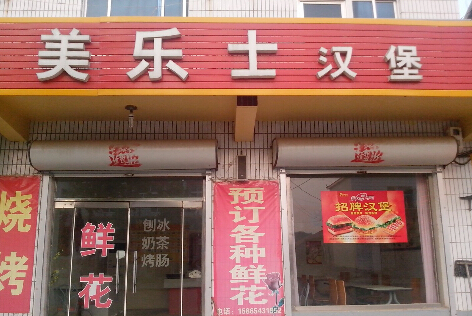 美乐士汉堡
烧烤
鲜花
刨冰
奶茶
烤肠
预订各种鲜花
招牌汉堡